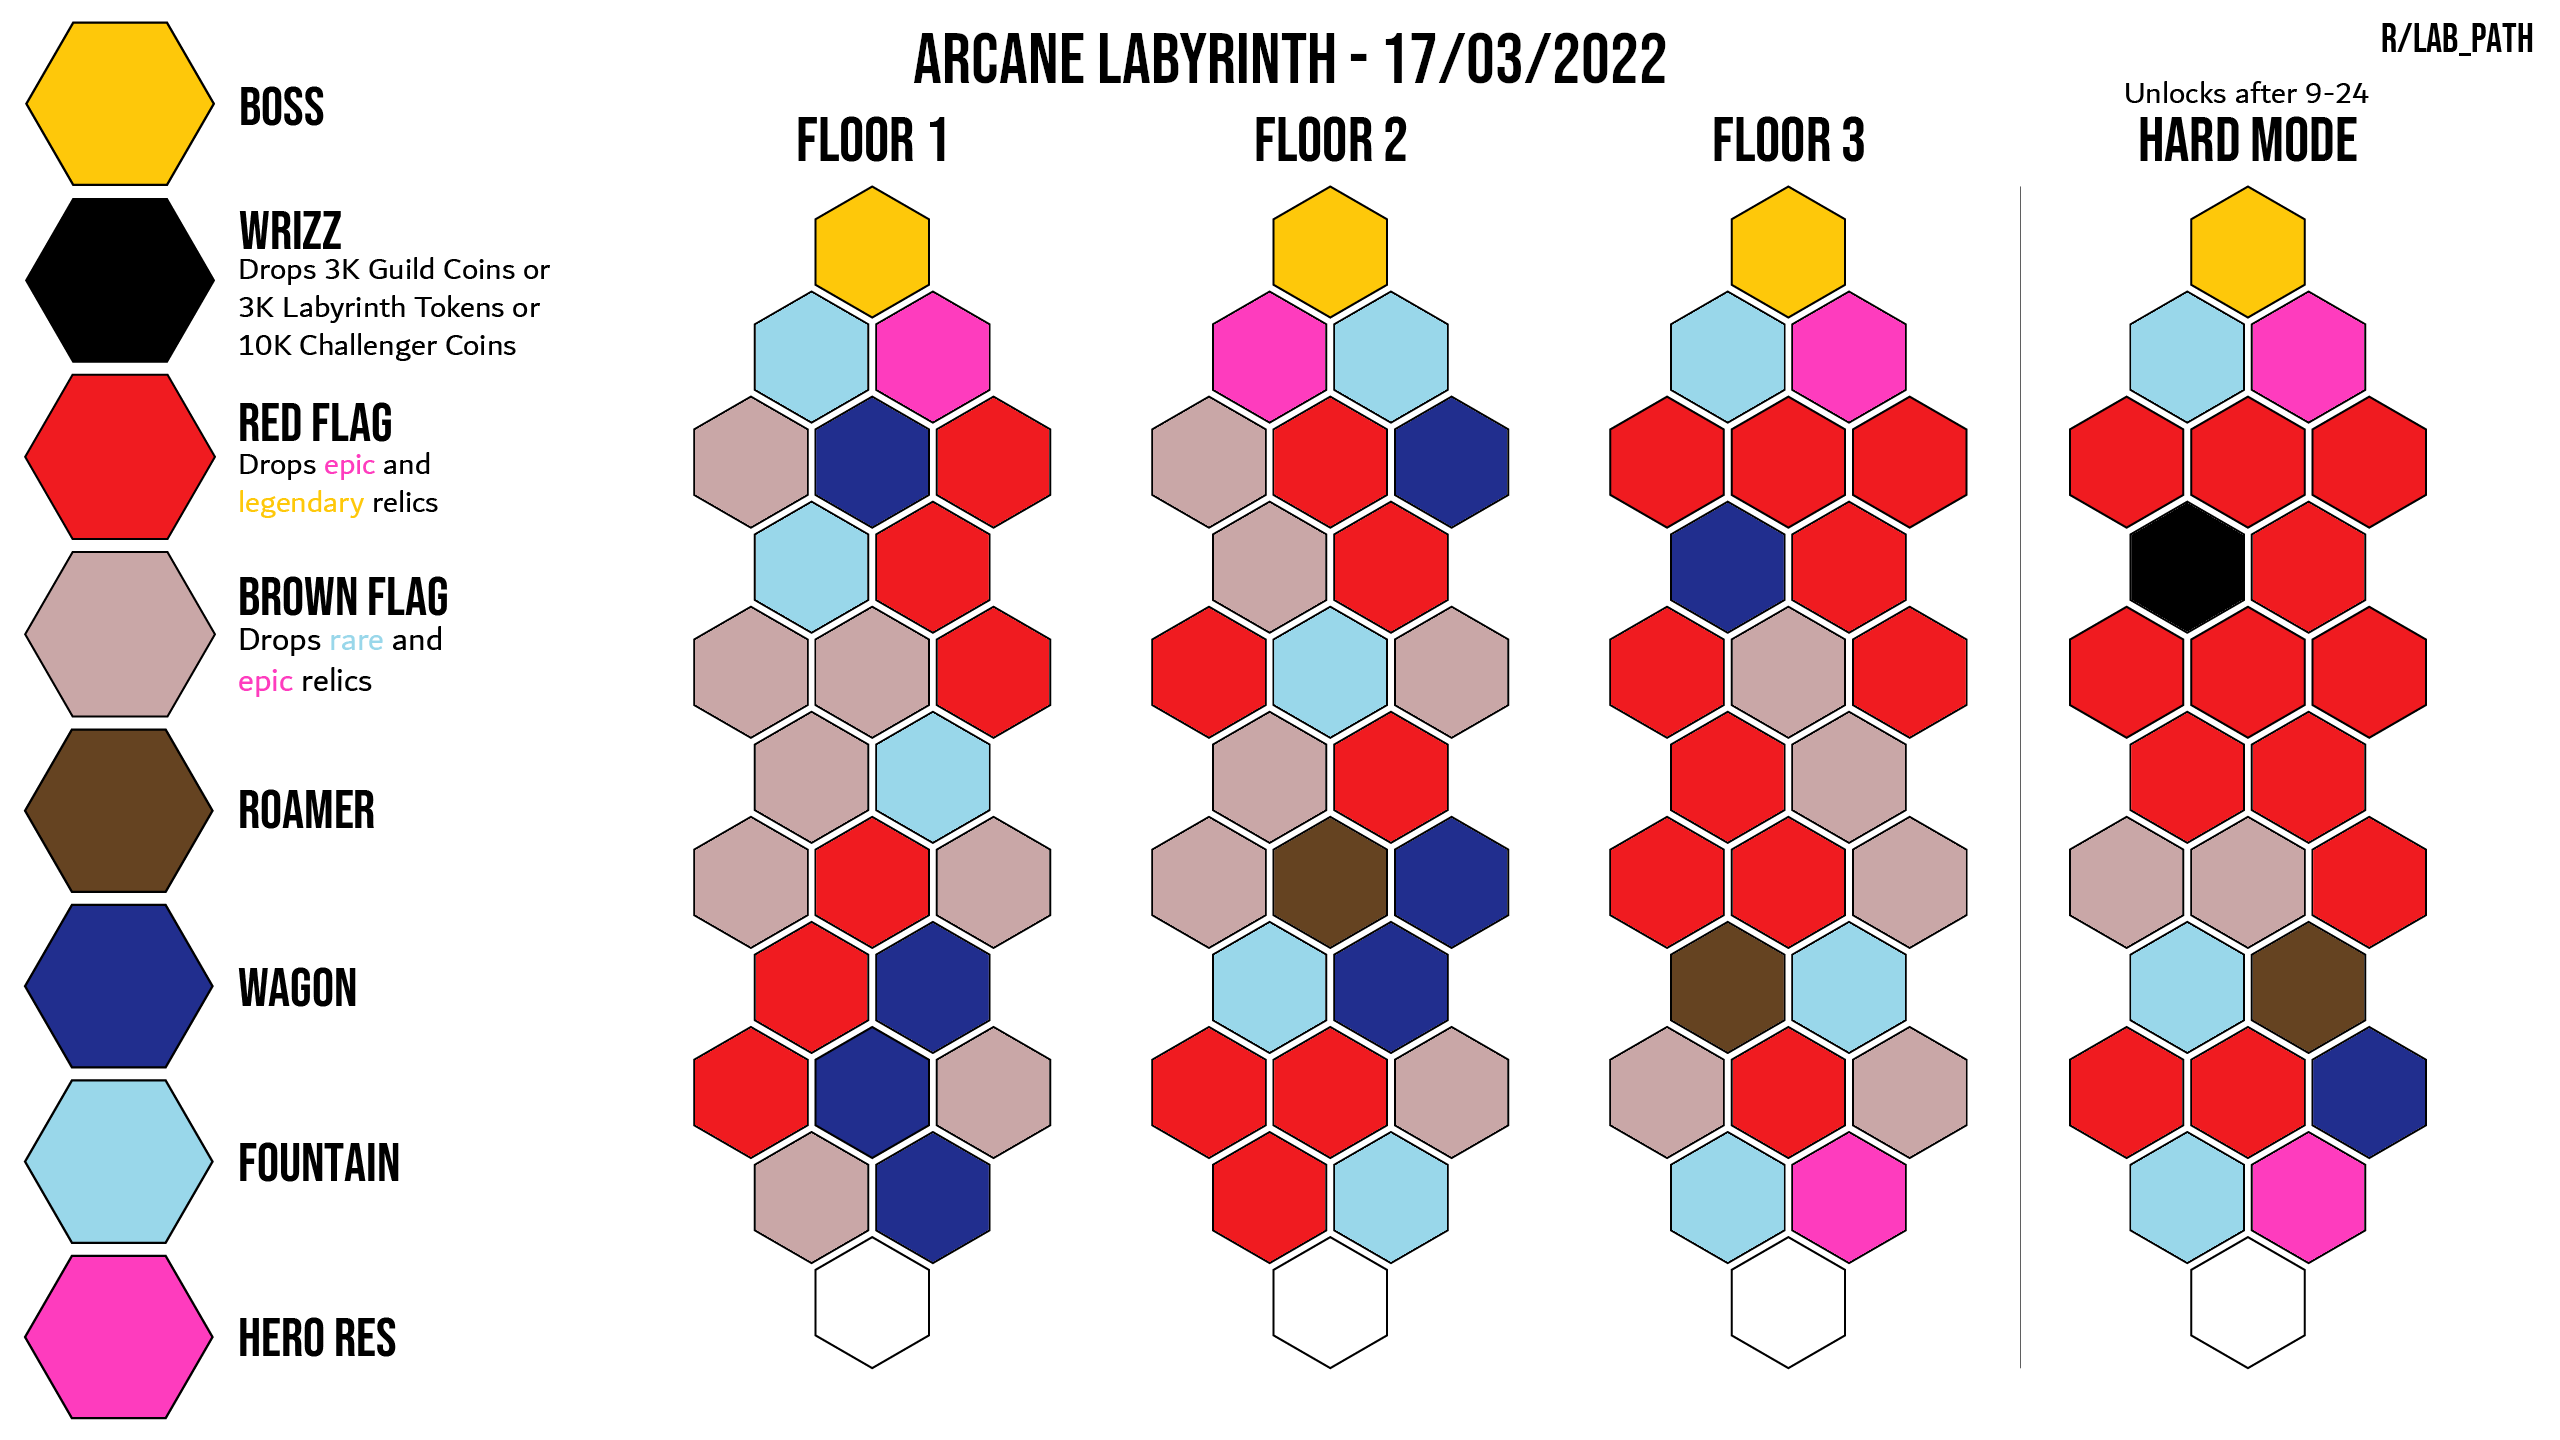 ARCANE LABYRINTH - 17/03/2022
R/LAB_PATH
BOSS
WRIZZ
Drops 3K Guild Coins or
3K Labyrinth Tokens or
10K Challenger Coins
RED FLAG
Drops epic and
legendary relics
BROWN FLAG
Drops rare and
epic relics
ROAMER
WAGON
FOUNTAIN
HERO RES
FLOOR 1
FLOOR 2
FLOOR 3
Unlocks after 9-24
HARD MODE